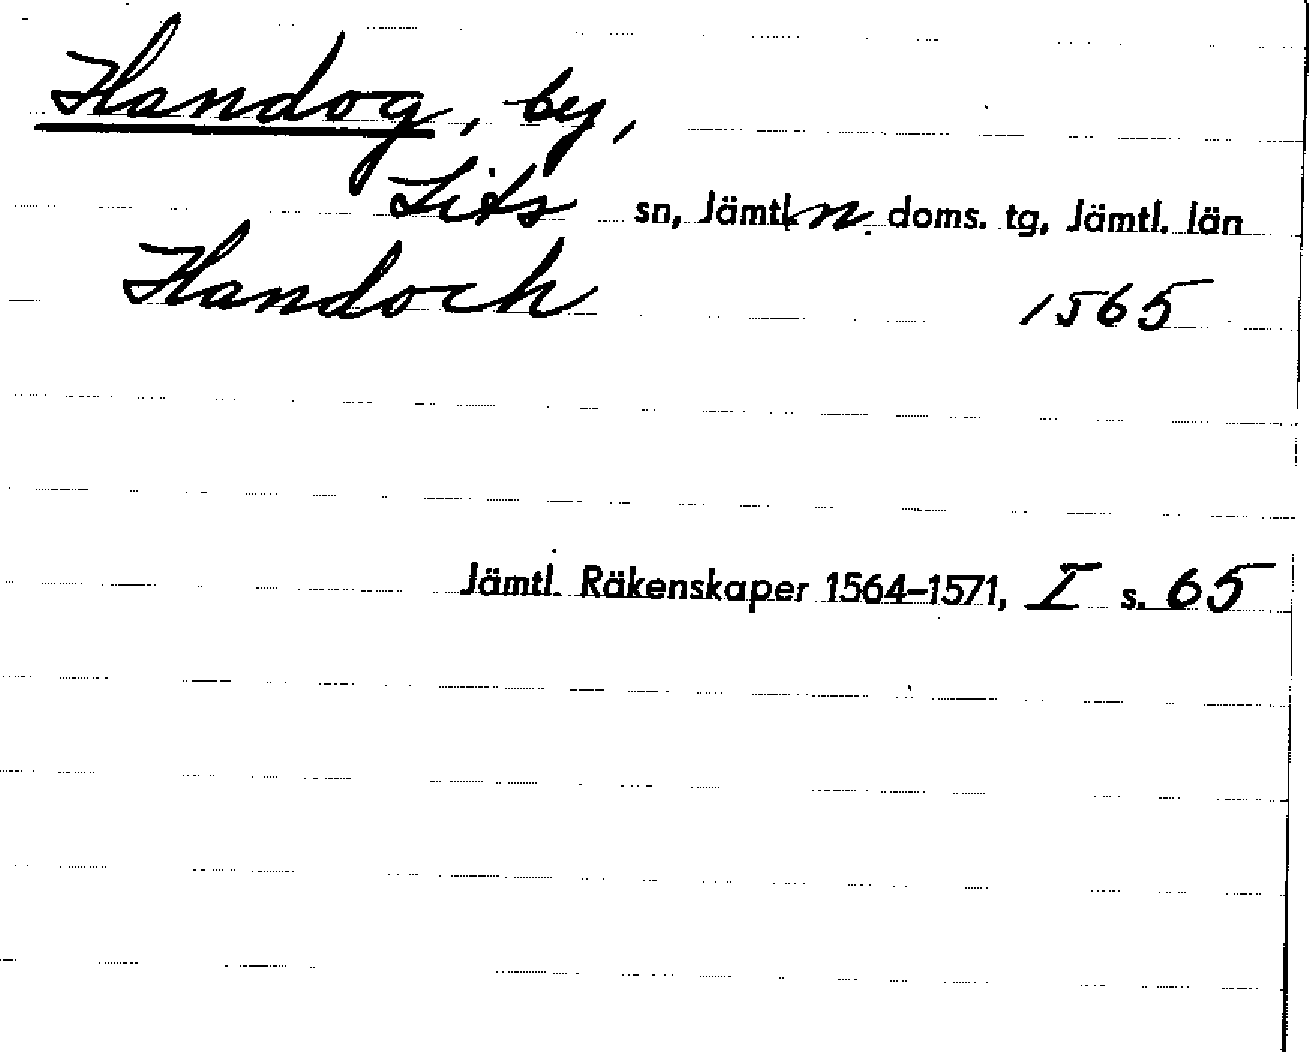 Handog, by,
Lits sn, Jämtl. n. doms. tg, Jämtl. län
Handoch 1565
Jämtl. Räkenskaper 1564–1571, I s. 65